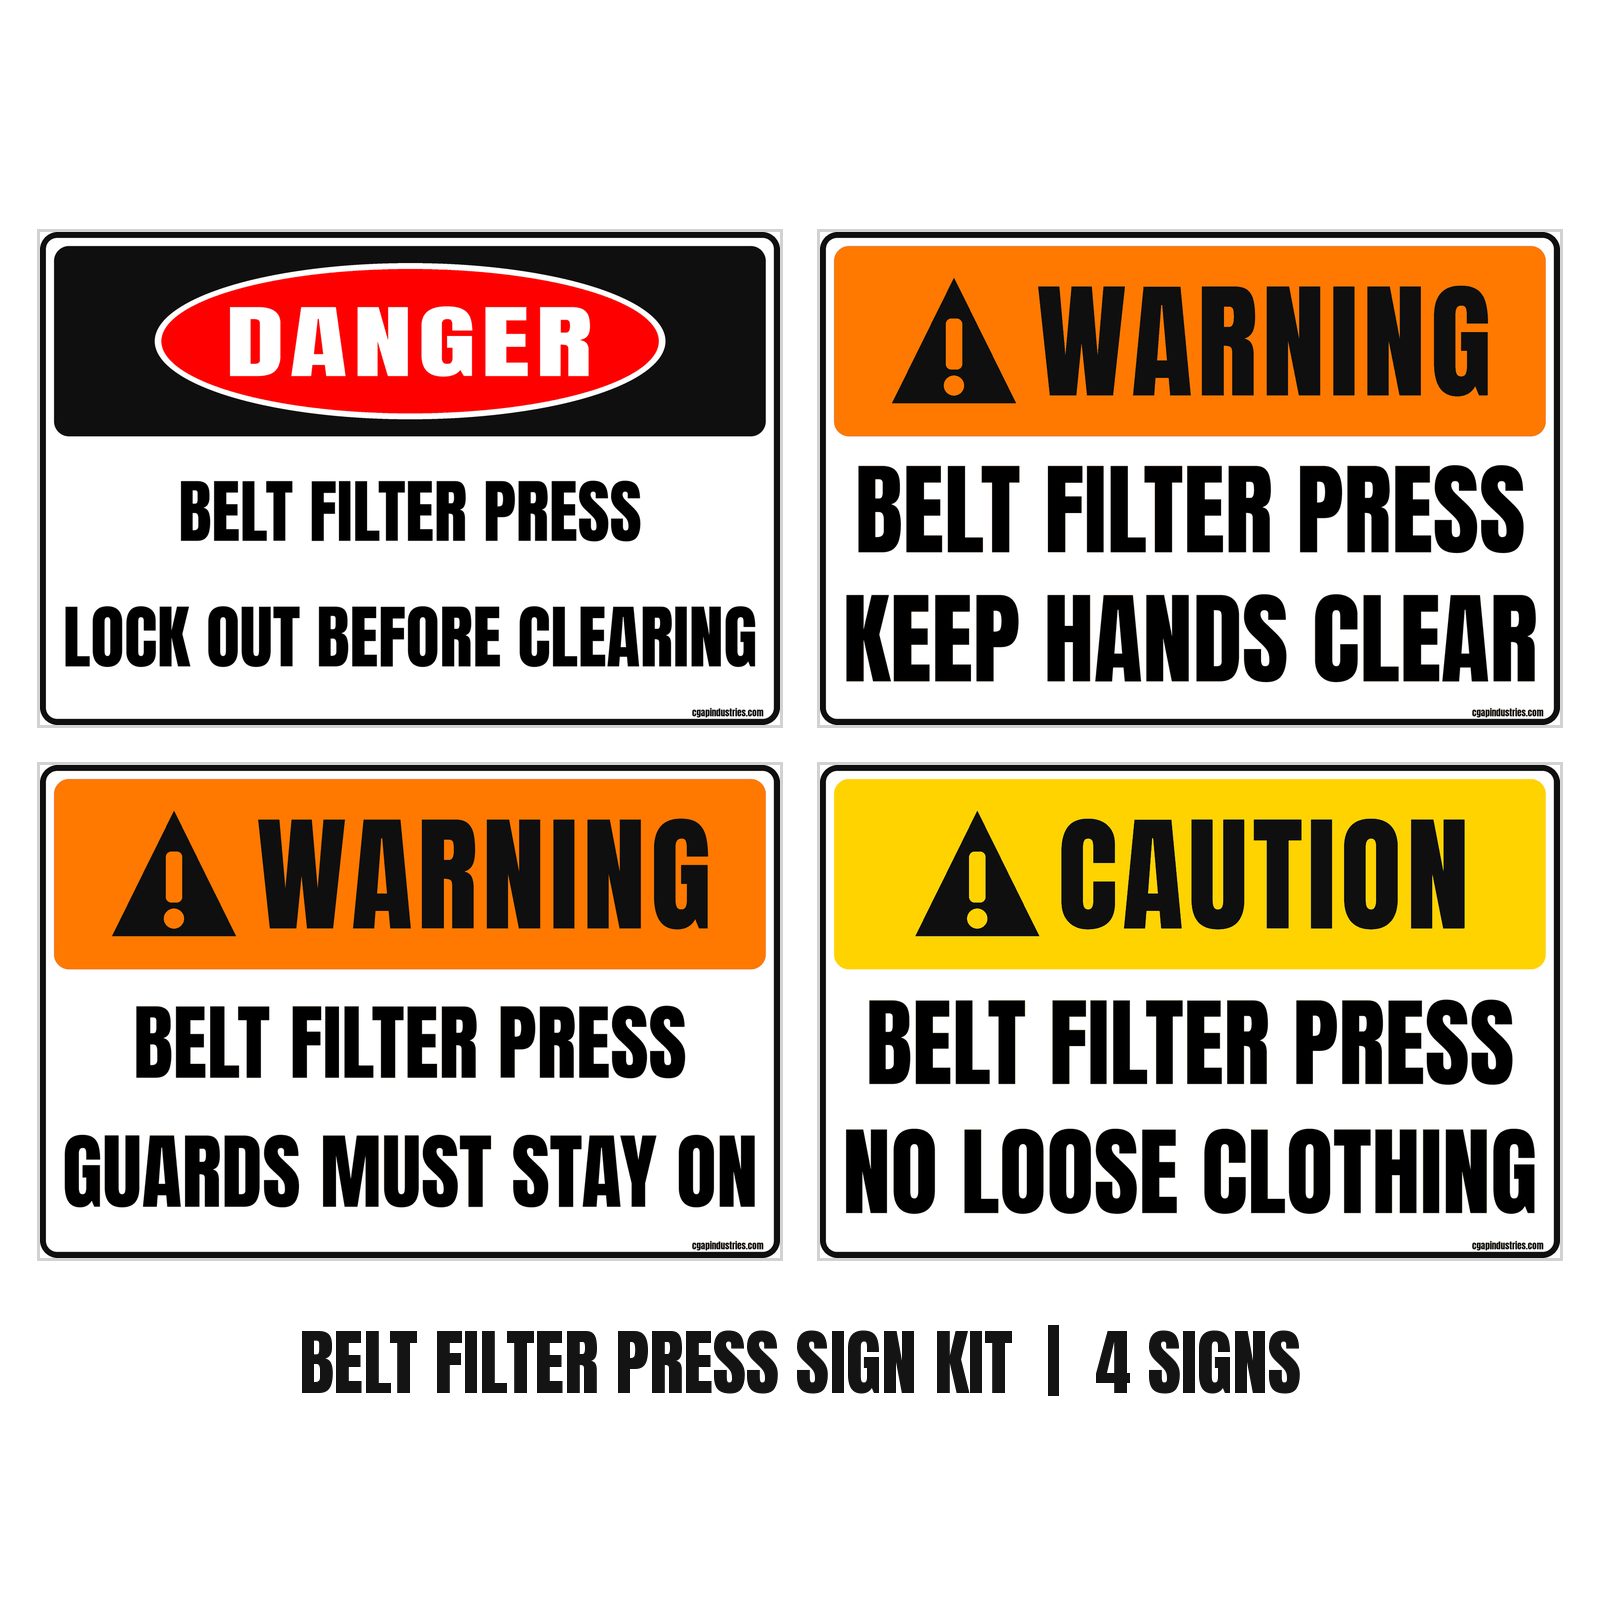 DANGER
BELT FILTER PRESS
LOCK OUT BEFORE CLEARING
cgapindustries.com
WARNING
BELT FILTER PRESS
KEEP HANDS CLEAR
cgapindustries.com
WARNING
BELT FILTER PRESS
GUARDS MUST STAY ON
cgapindustries.com
CAUTION
BELT FILTER PRESS
NO LOOSE CLOTHING
cgapindustries.com
BELT FILTER PRESS SIGN KIT | 4 SIGNS